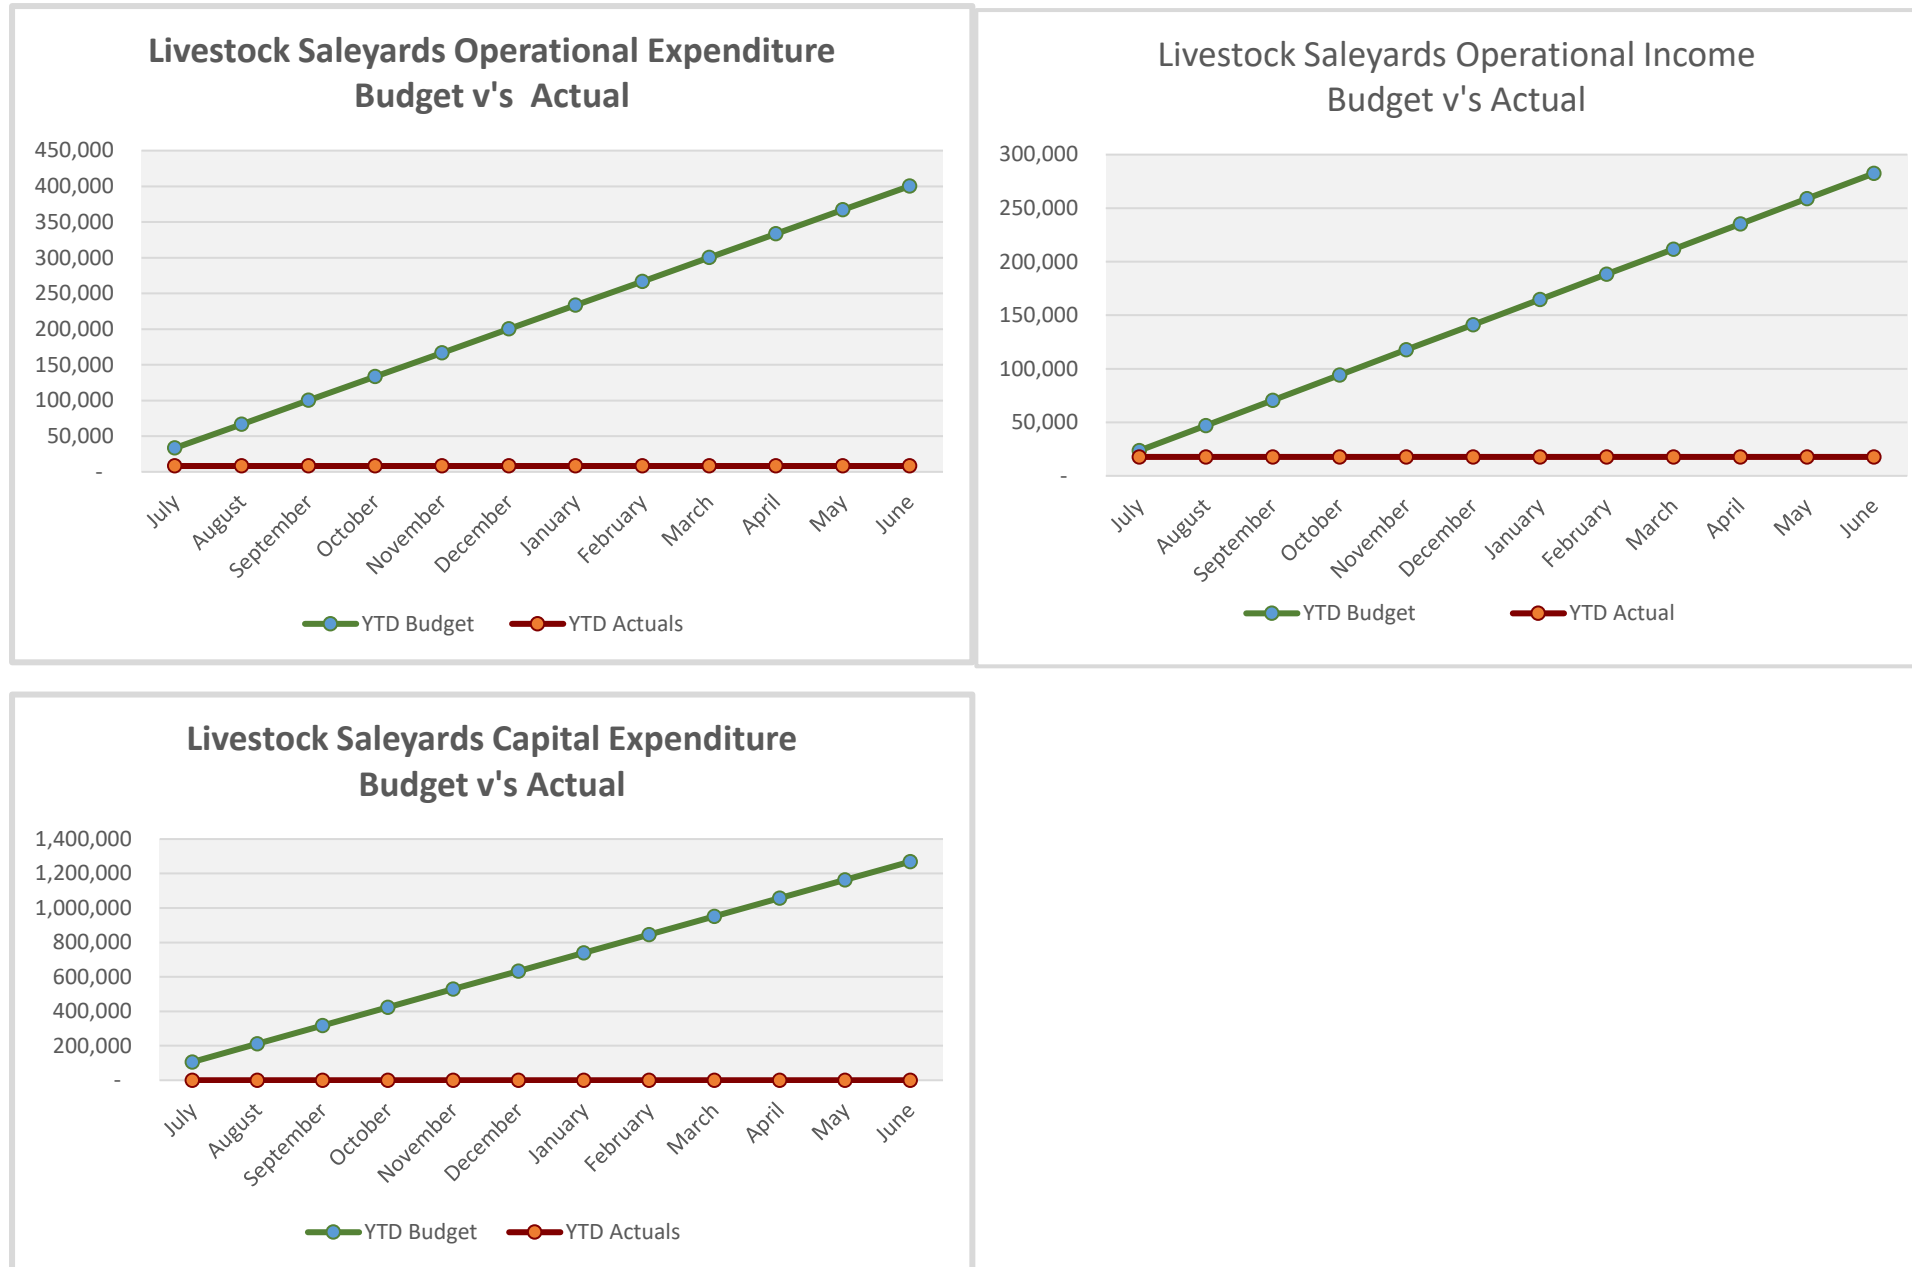 Livestock Saleyards Operational Expenditure
Budget v's  Actual
450,000
400,000
350,000
300,000
250,000
200,000
150,000
100,000
50,000
-
July
August
September
October
November
December
January
February
March
April
May
June
YTD Budget
YTD Actuals
Livestock Saleyards Operational Income
Budget v's Actual
300,000
250,000
200,000
150,000
100,000
50,000
-
July
August
September
October
November
December
January
February
March
April
May
June
YTD Budget
YTD Actual
Livestock Saleyards Capital Expenditure
Budget v's Actual
1,400,000
1,200,000
1,000,000
800,000
600,000
400,000
200,000
-
July
August
September
October
November
December
January
February
March
April
May
June
YTD Budget
YTD Actuals